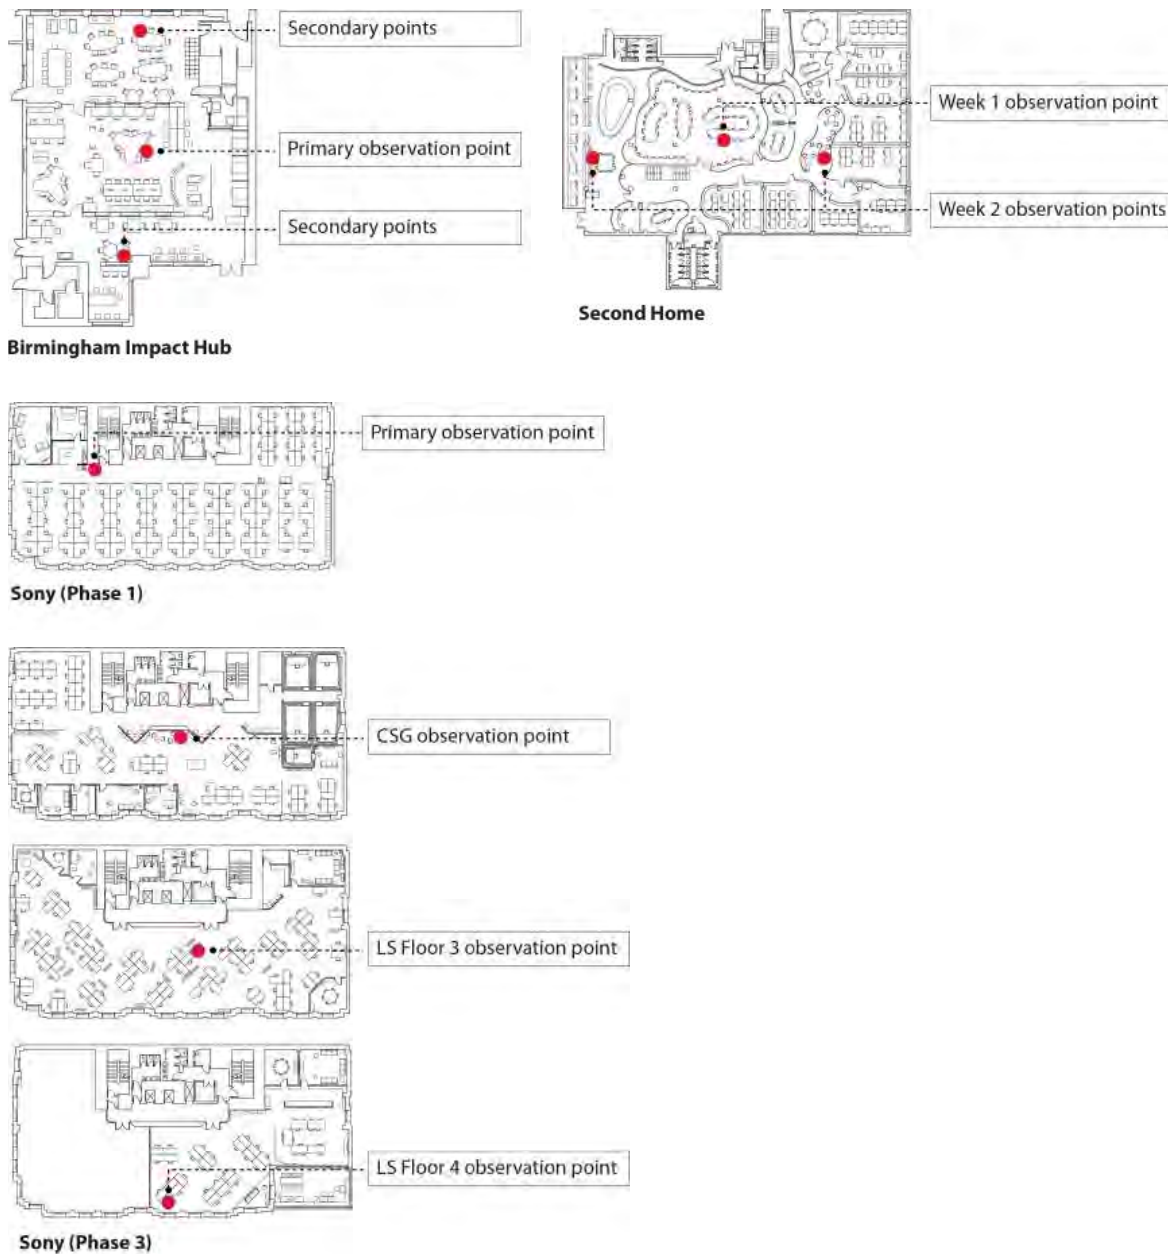 Secondary points
Primary observation point
Secondary points
Birmingham Impact Hub
Week 1 observation point
Week 2 observation points
Second Home
Primary observation point
Sony (Phase 1)
CSG observation point
LS Floor 3 observation point
LS Floor 4 observation point
Sony (Phase 3)